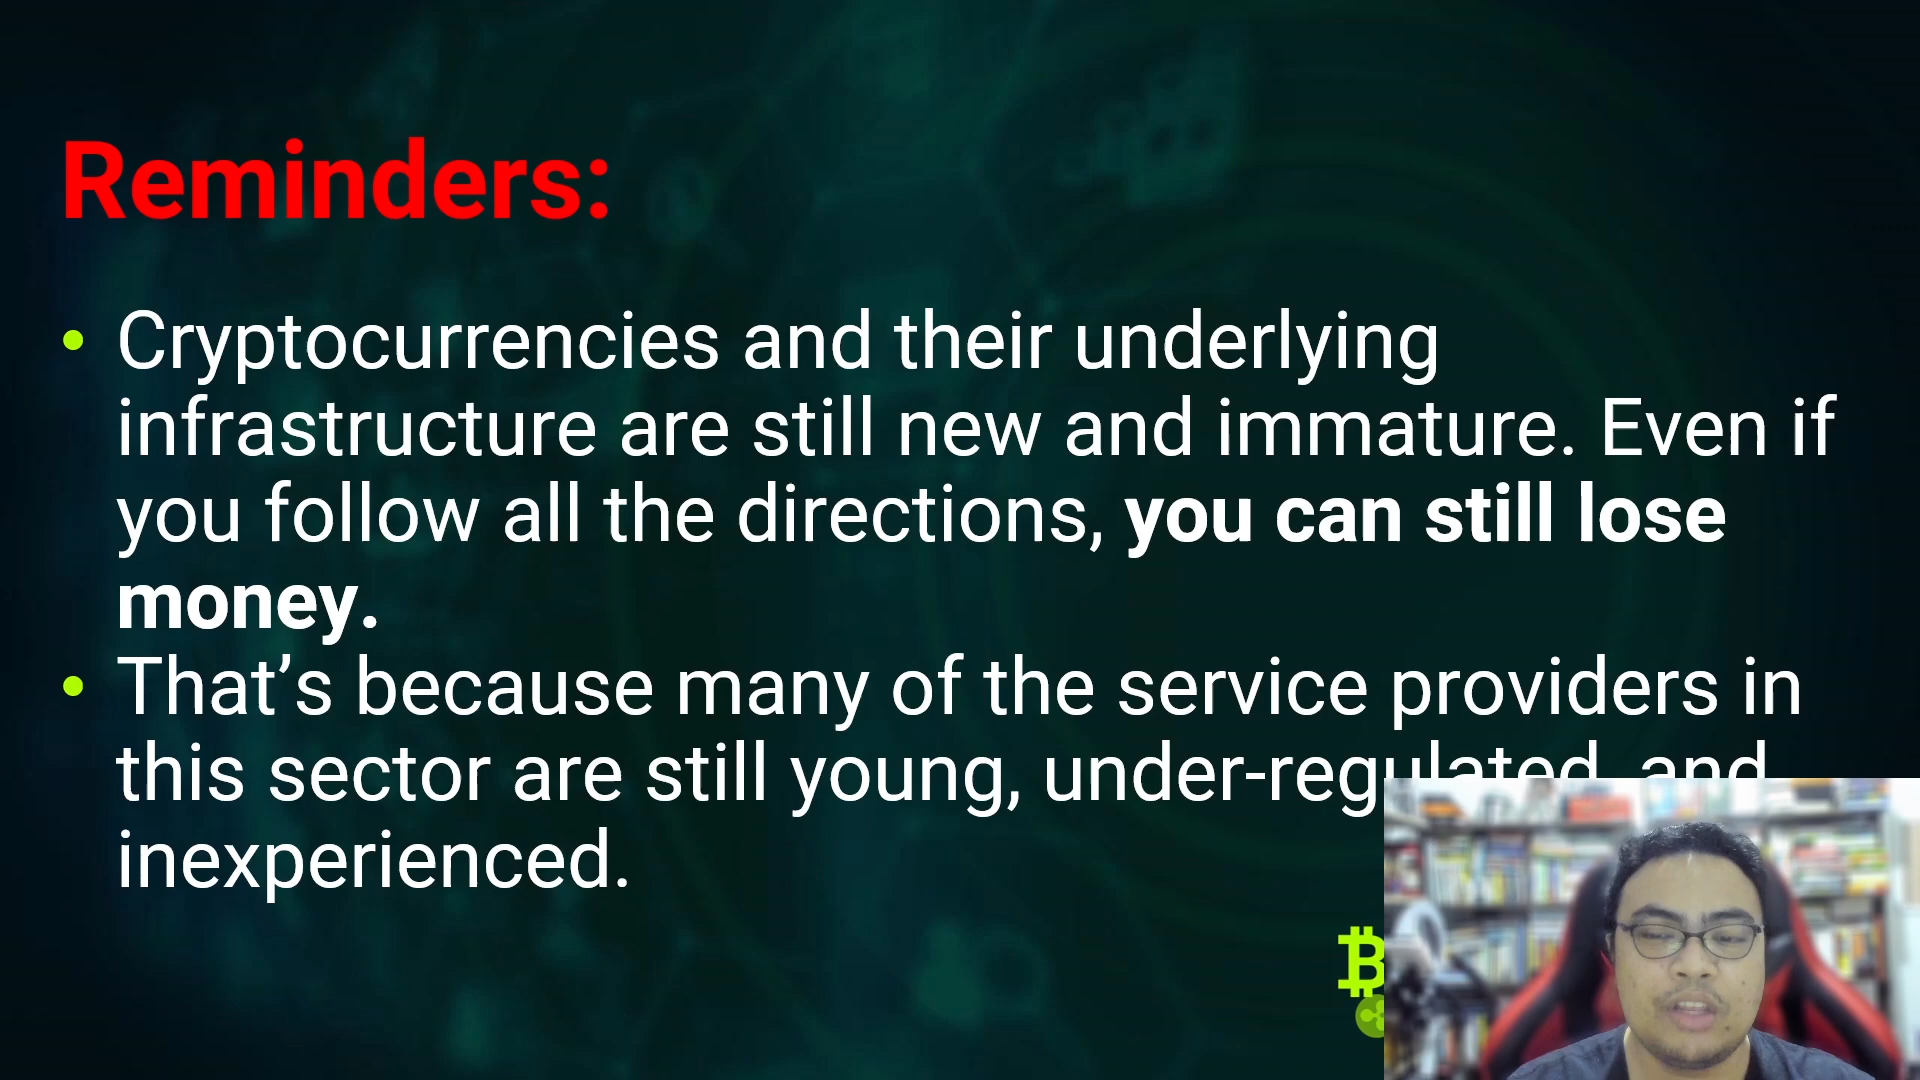 Reminders:
• Cryptocurrencies and their underlying
infrastructure are still new and immature. Even if
you follow all the directions, you can still lose
money.
• That’s because many of the service providers in
this sector are still young, under-regulated, and
inexperienced.